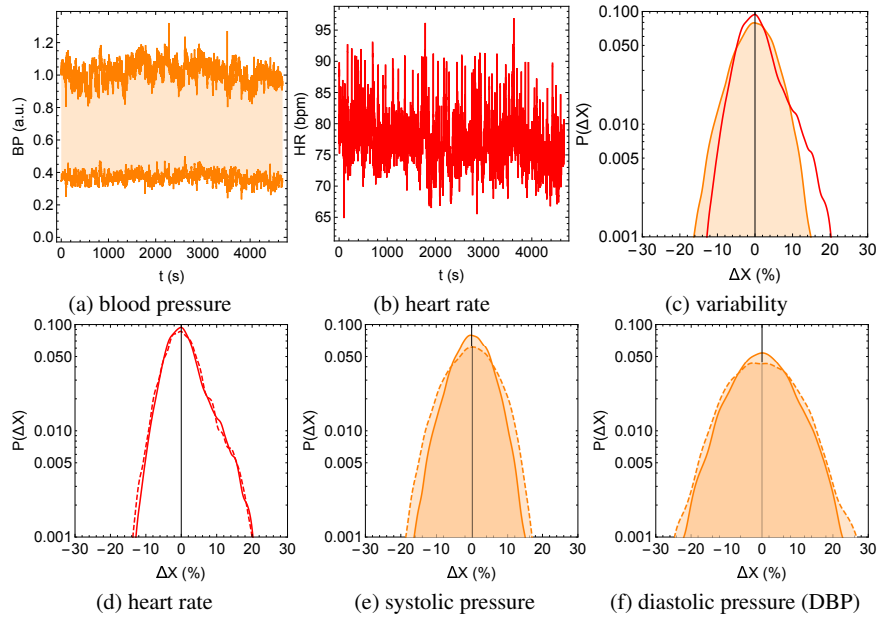 1.2
1.0
0.8
0.6
0.4
0.2
0.0
BP (a.u.)
0 1000 2000 3000 4000
t (s)
(a) blood pressure
95
90
85
80
75
70
65
HR (bpm)
0 1000 2000 3000 4000
t (s)
(b) heart rate
0.100
0.050
0.010
0.005
0.001
P(ΔX)
−30 −20 −10 0 10 20 30
ΔX (%)
(c) variability
0.100
0.050
0.010
0.005
0.001
P(ΔX)
−30 −20 −10 0 10 20 30
ΔX (%)
(d) heart rate
0.100
0.050
0.010
0.005
0.001
P(ΔX)
−30 −20 −10 0 10 20 30
ΔX (%)
(e) systolic pressure
0.100
0.050
0.010
0.005
0.001
P(ΔX)
−30 −20 −10 0 10 20 30
ΔX (%)
(f) diastolic pressure (DBP)